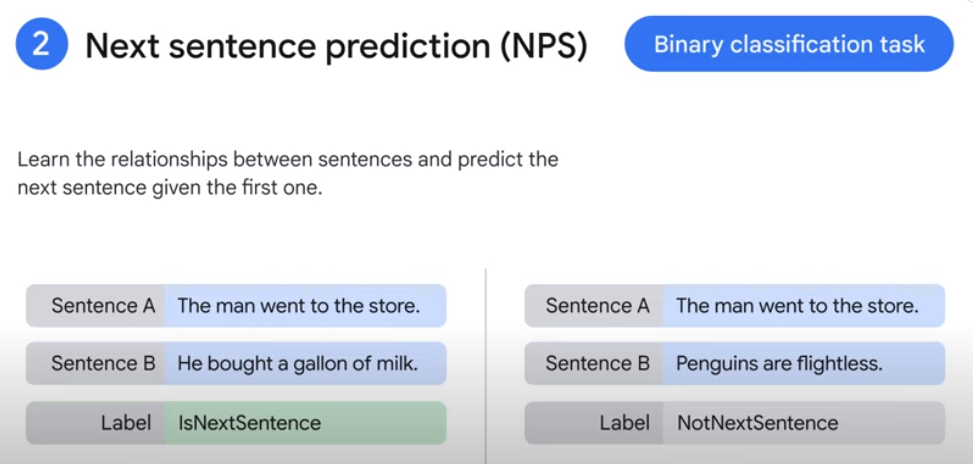 2 Next sentence prediction (NPS) Binary classification task
Learn the relationships between sentences and predict the
next sentence given the first one.
Sentence A The man went to the store.
Sentence B He bought a gallon of milk.
Label IsNextSentence
Sentence A The man went to the store.
Sentence B Penguins are flightless.
Label NotNextSentence